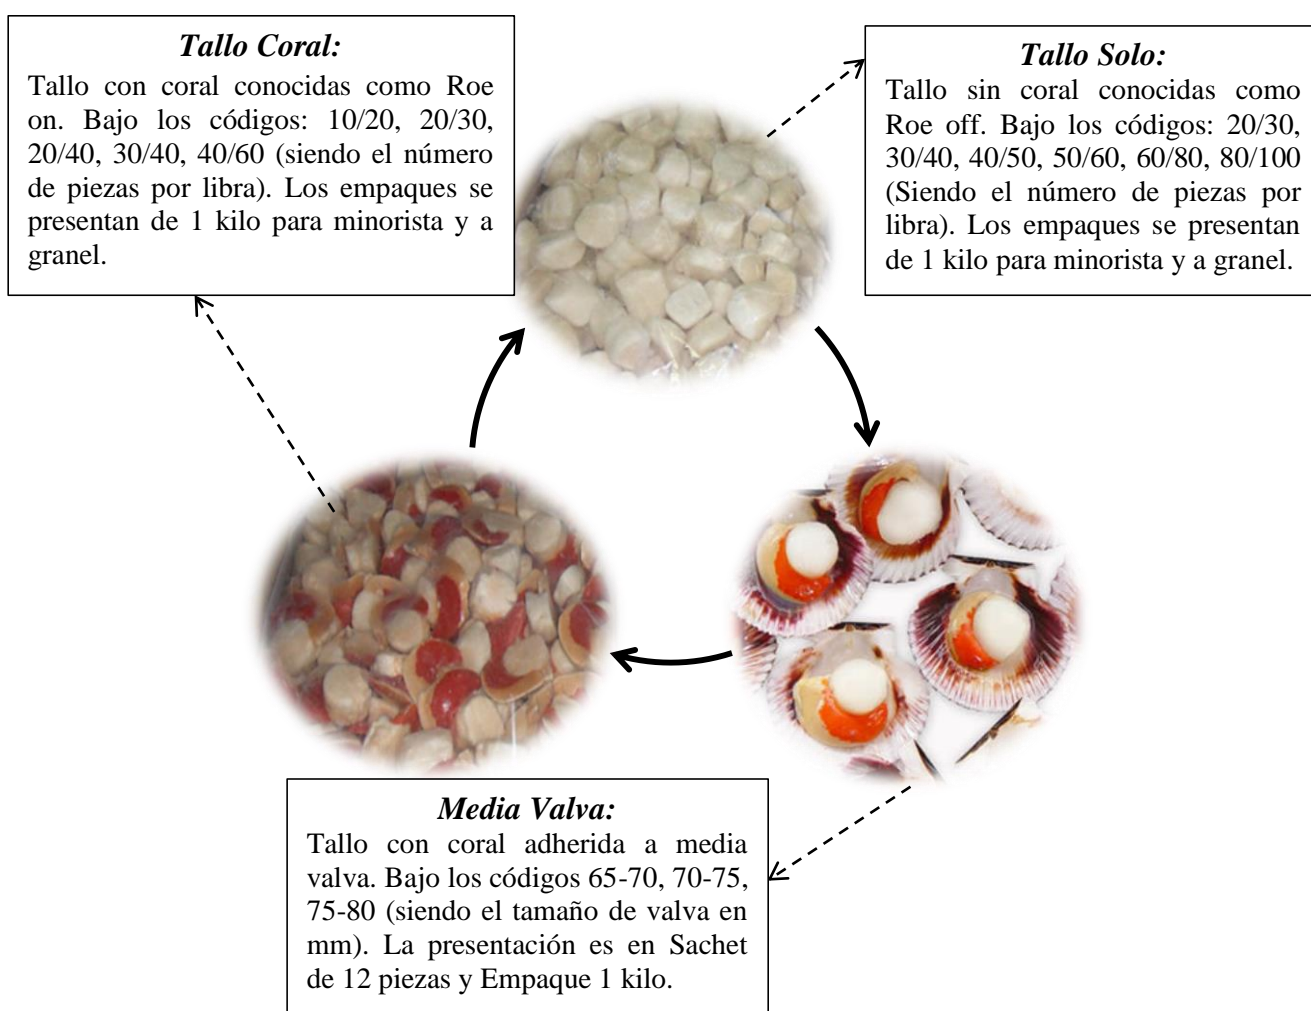 Tallo Coral:
Tallo con coral conocidas como Roe
on. Bajo los códigos: 10/20, 20/30,
20/40, 30/40, 40/60 (siendo el número
de piezas por libra). Los empaques se
presentan de 1 kilo para minorista y a
granel.
Tallo Solo:
Tallo sin coral conocidas como
Roe off. Bajo los códigos: 20/30,
30/40, 40/50, 50/60, 60/80, 80/100
(Siendo el número de piezas por
libra). Los empaques se presentan
de 1 kilo para minorista y a granel.
Media Valva:
Tallo con coral adherida a media
valva. Bajo los códigos 65-70, 70-75,
75-80 (siendo el tamaño de valva en
mm). La presentación es en Sachet
de 12 piezas y Empaque 1 kilo.